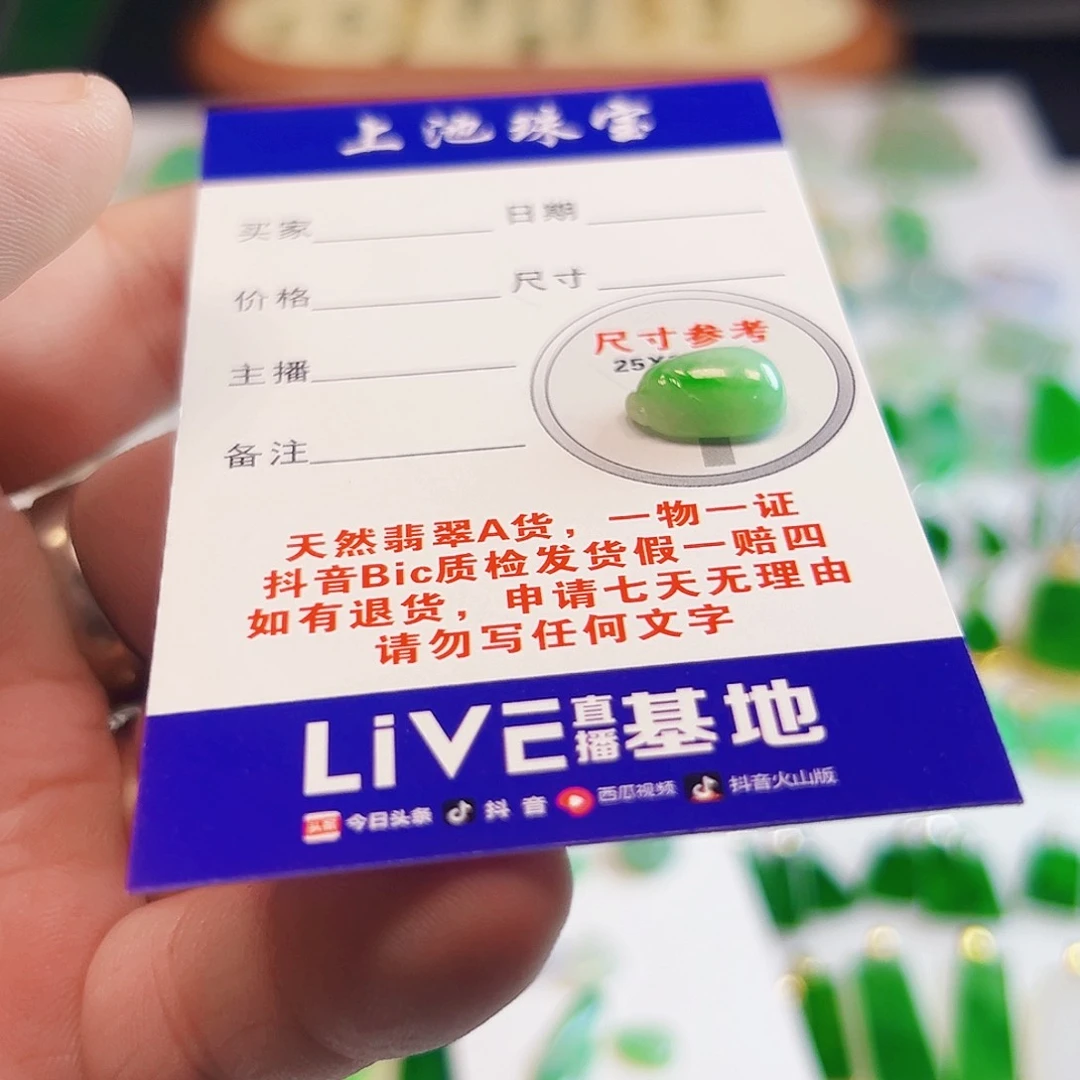 上池珠宝
买家 日期
价格 尺寸
主播
备注
尺寸参考
25X
天然翡翠A货，一物一证
抖音Bic质检发货假一赔四
如有退货，申请七天无理由
请勿写任何文字
LiVE直播基地
头条 今日头条 抖音 西瓜视频 抖音火山版